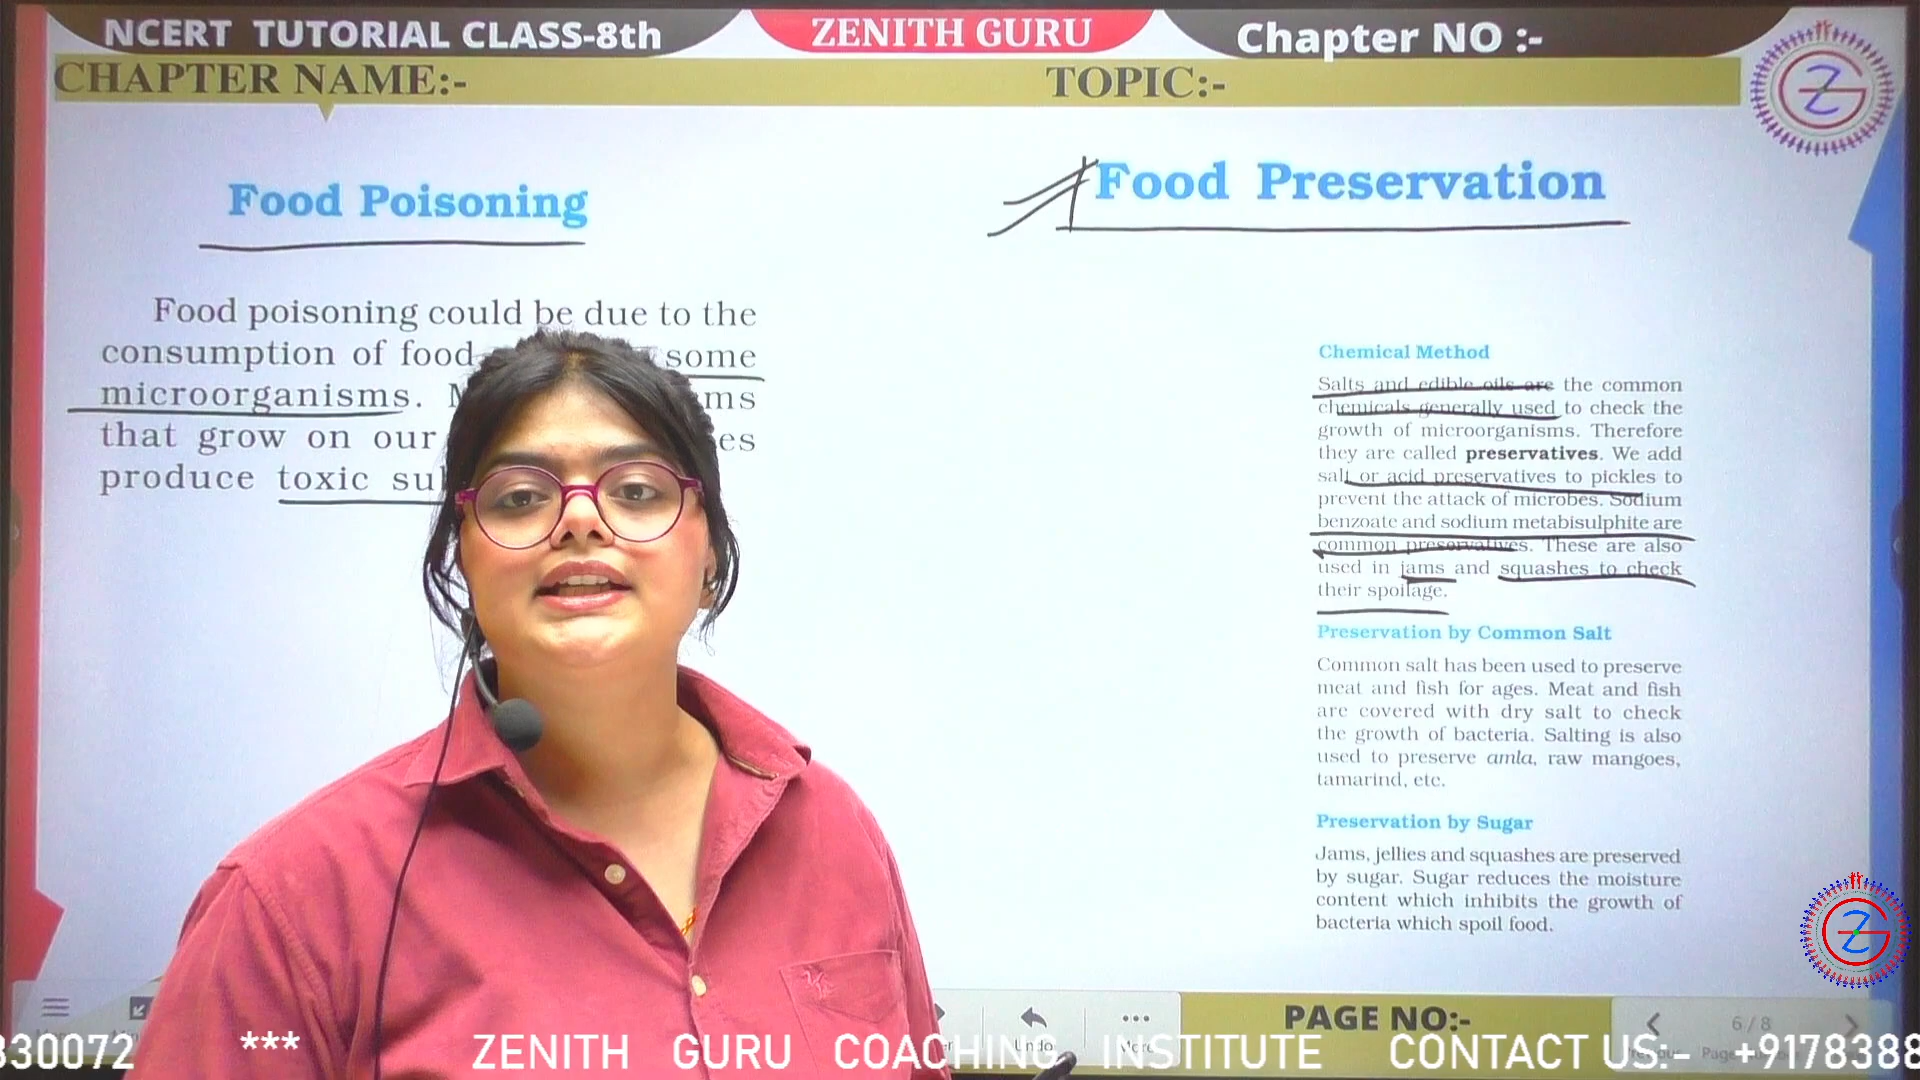 NCERT TUTORIAL CLASS-8th
ZENITH GURU
Chapter NO :-
CHAPTER NAME:-
TOPIC:-
Food Poisoning
Food poisoning could be due to the
consumption of food some
microorganisms.
that grow on our
produce toxic
Food Preservation
Chemical Method
Salts and edible oils are the common
chemicals generally used to check the
growth of microorganisms. Therefore
they are called preservatives. We add
salt or acid preservatives to pickles to
prevent the attack of microbes. Sodium
benzoate and sodium metabisulphite are
common preservatives. These are also
used in jams and squashes to check
their spoilage.
Preservation by Common Salt
Common salt has been used to preserve
meat and fish for ages. Meat and fish
are covered with dry salt to check
the growth of bacteria. Salting is also
used to preserve amla, raw mangoes,
tamarind, etc.
Preservation by Sugar
Jams, jellies and squashes are preserved
by sugar. Sugar reduces the moisture
content which inhibits the growth of
bacteria which spoil food.
Undo
More
PAGE NO:-
6 / 8
330072 *** ZENITH GURU COACHING INSTITUTE CONTACT US:- +9178388